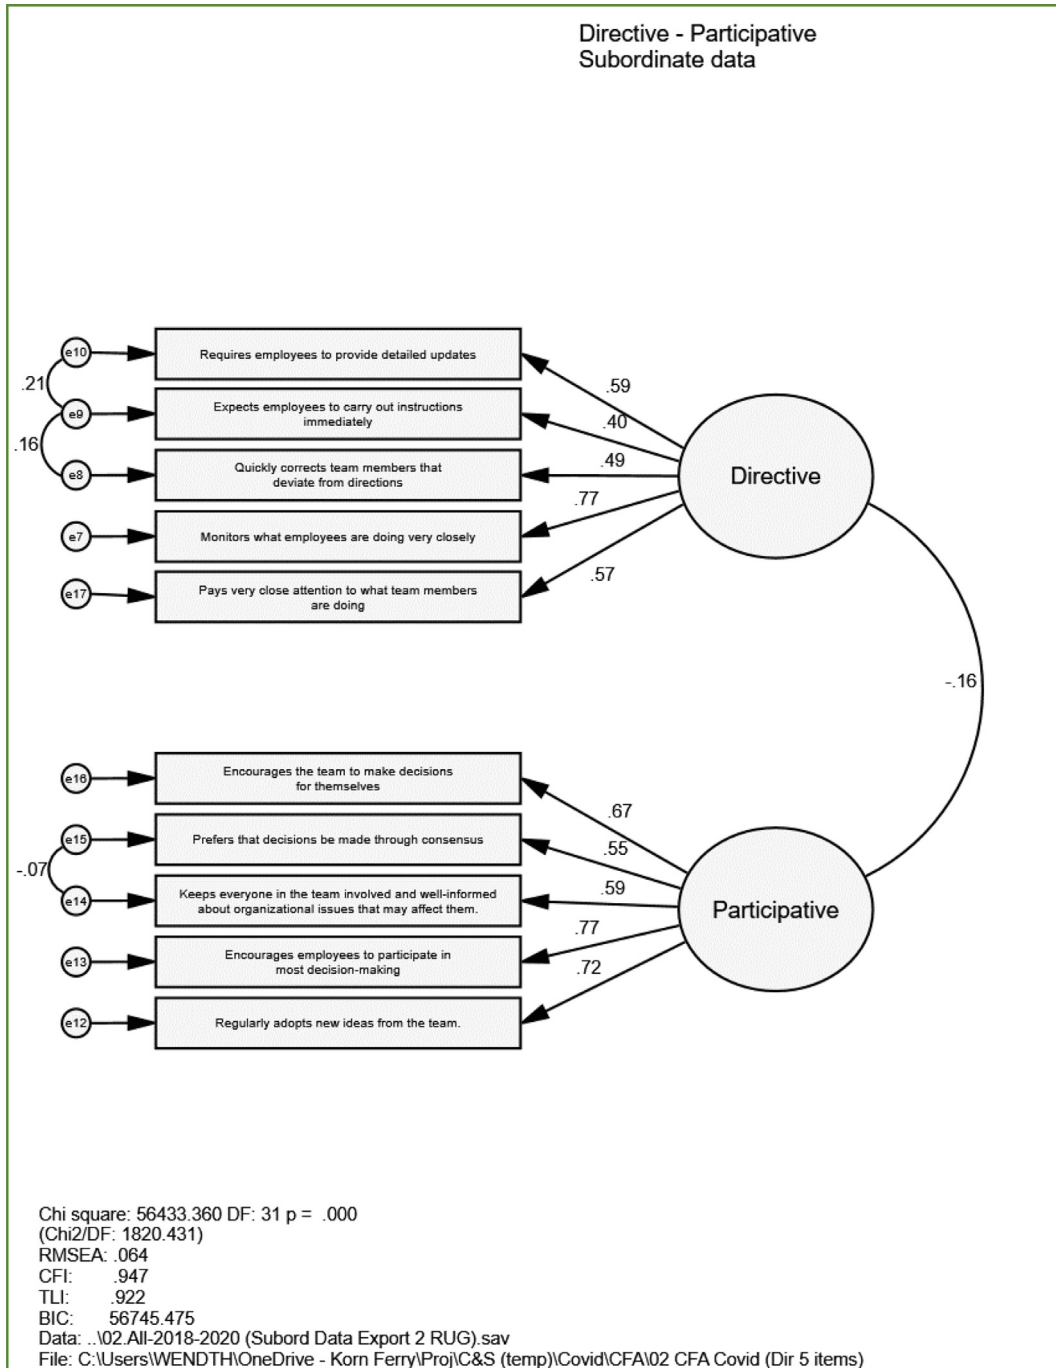 Directive - Participative
Subordinate data
e10
Requires employees to provide detailed updates
.21
.59
e9
Expects employees to carry out instructions
immediately
.40
.16
e8
Quickly corrects team members that
deviate from directions
.49
Directive
.77
e7
Monitors what employees are doing very closely
e17
Pays very close attention to what team members
are doing
.57
-.16
e16
Encourages the team to make decisions
for themselves
.67
e15
Prefers that decisions be made through consensus
.55
-.07
e14
Keeps everyone in the team involved and well-informed
about organizational issues that may affect them.
.59
Participative
.77
e13
Encourages employees to participate in
most decision-making
.72
e12
Regularly adopts new ideas from the team.
Chi square: 56433.360 DF: 31 p = .000
(Chi2/DF: 1820.431)
RMSEA: .064
CFI: .947
TLI: .922
BIC: 56745.475
Data: ..\02.All-2018-2020 (Subord Data Export 2 RUG).sav
File: C:\Users\WENDTH\OneDrive - Korn Ferry\Proj\C&S (temp)\Covid\CFA\02 CFA Covid (Dir 5 items)